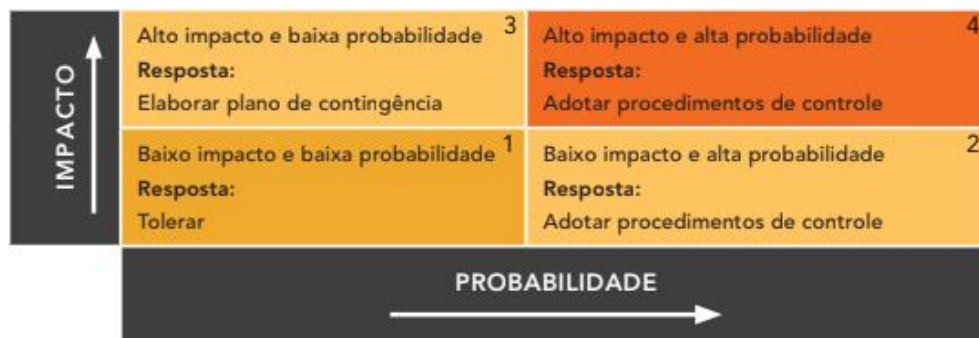 IMPACTO
Alto impacto e baixa probabilidade 3
Resposta:
Elaborar plano de contingência
Alto impacto e alta probabilidade 4
Resposta:
Adotar procedimentos de controle
Baixo impacto e baixa probabilidade 1
Resposta:
Tolerar
Baixo impacto e alta probabilidade 2
Resposta:
Adotar procedimentos de controle
PROBABILIDADE